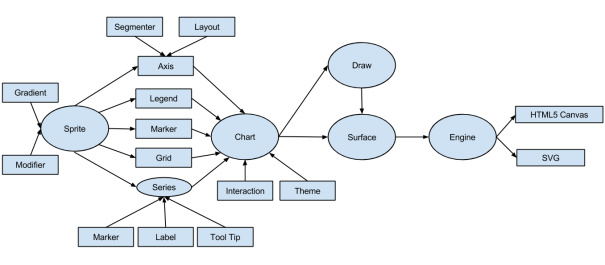 Segmenter
Layout
Axis
Draw
Gradient
Legend
HTML5 Canvas
Sprite
Marker
Chart
Surface
Engine
Modifier
Grid
SVG
Series
Interaction
Theme
Marker
Label
Tool Tip